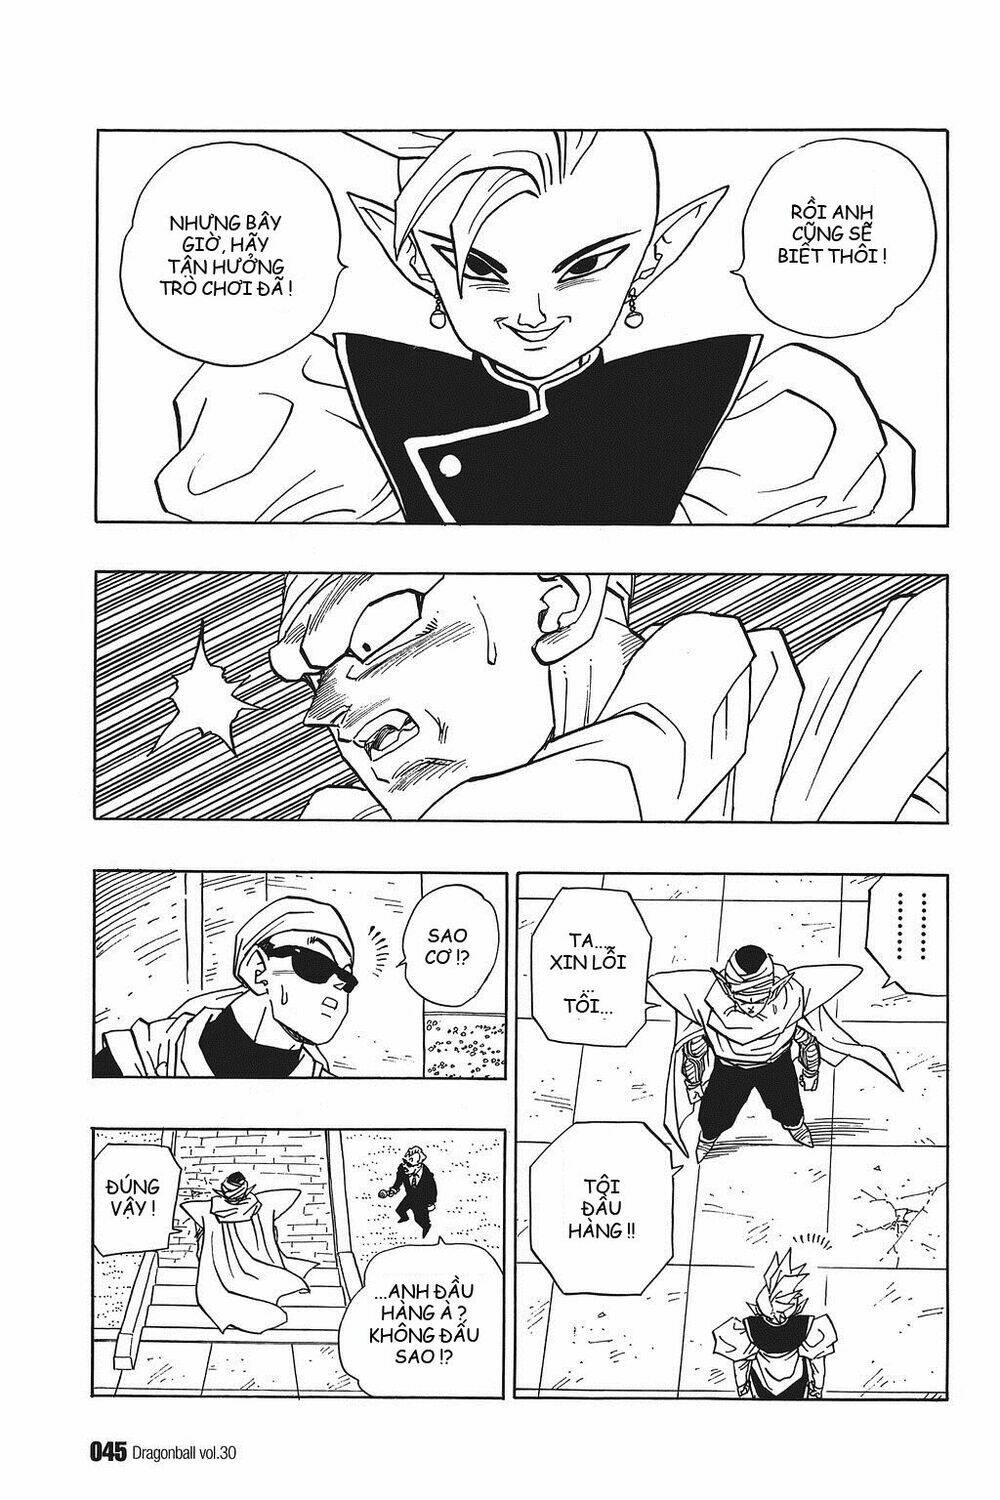 RỒI ANH
CŨNG SẼ
BIẾT THÔI !
NHƯNG BÂY
GIỜ, HÃY
TẬN HƯỞNG
TRÒ CHƠI ĐÃ !
.........
TA...
XIN LỖI
...
TÔI...
TÔI
ĐẦU
HÀNG !!
SAO
CƠ !?
...ANH ĐẦU
HÀNG À ?
KHÔNG ĐẤU
SAO !?
ĐÚNG
VẬY !
045 Dragonball vol.30